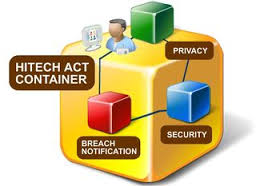 PRIVACY
HITECH ACT
CONTAINER
SECURITY
BREACH
NOTIFICATION